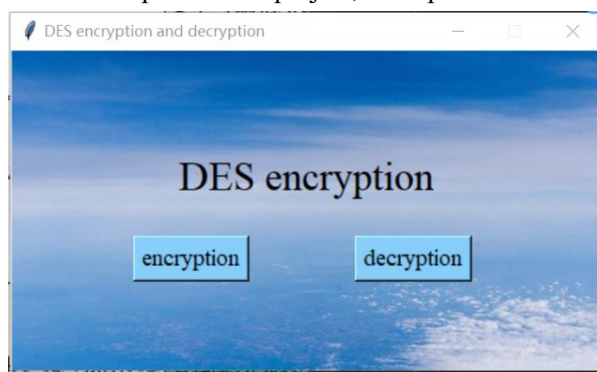 DES encryption and decryption
DES encryption
encryption
decryption